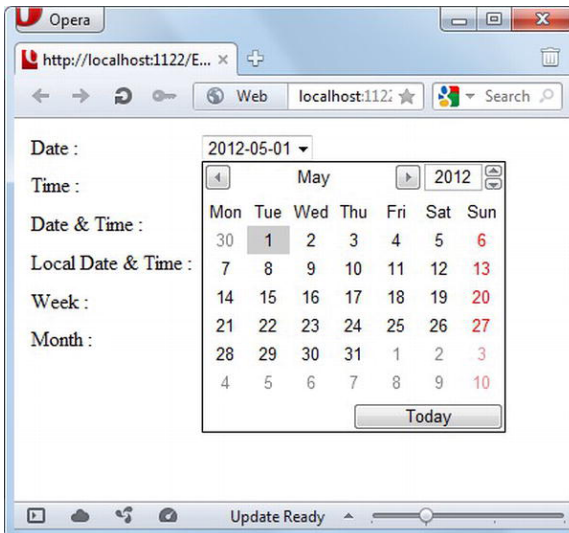 Opera
http://localhost:1122/E...
Web localhost:112 Search
Date : 2012-05-01
Time :
Date & Time :
Local Date & Time :
Week :
Month :
May 2012
Mon Tue Wed Thu Fri Sat Sun
30 1 2 3 4 5 6
7 8 9 10 11 12 13
14 15 16 17 18 19 20
21 22 23 24 25 26 27
28 29 30 31 1 2 3
4 5 6 7 8 9 10
Today
Update Ready